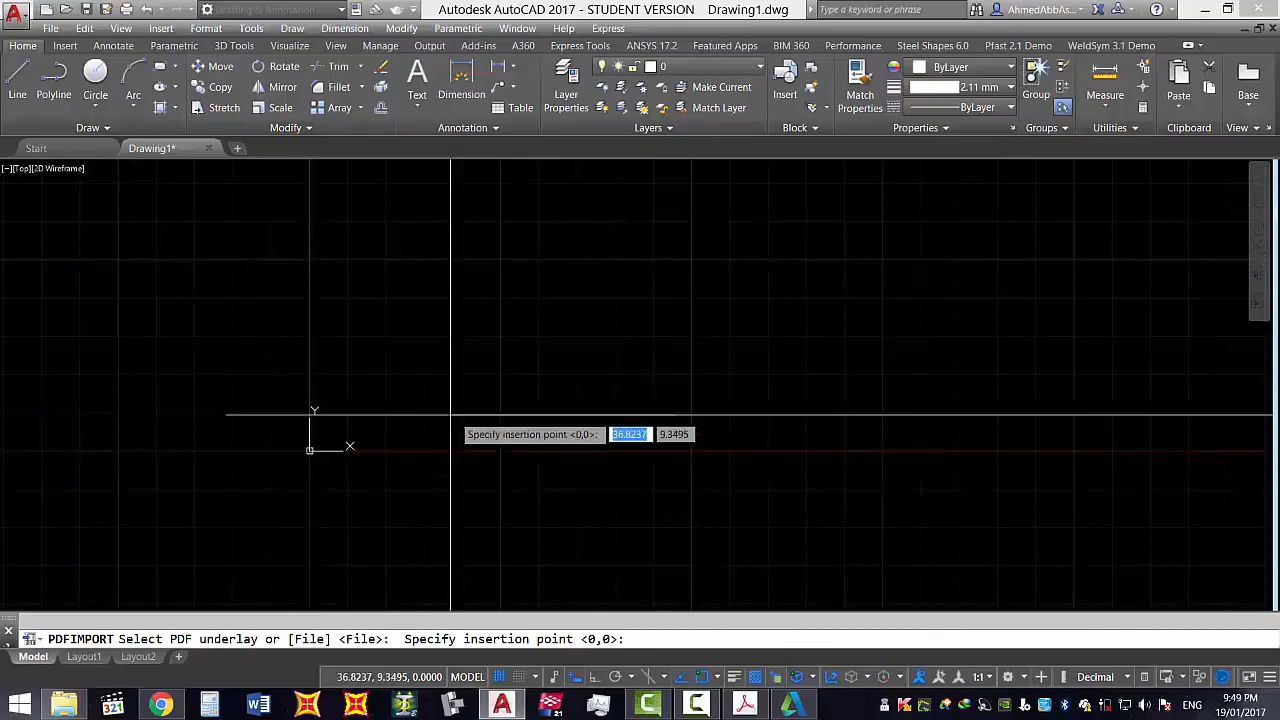 Drafting & Annotation
Autodesk AutoCAD 2017 - STUDENT VERSION Drawing1.dwg
Type a keyword or phrase
AhmedAbbAs...
File Edit View Insert Format Tools Draw Dimension Modify Parametric Window Help Express
Home Insert Annotate Parametric 3D Tools Visualize View Manage Output Add-ins A360 Express Tools ANSYS 17.2 Featured Apps BIM 360 Performance Steel Shapes 6.0 Pfast 2.1 Demo WeldSym 3.1 Demo
Move Rotate Trim 0 ByLayer
Line Polyline Circle Arc Copy Mirror Fillet Text Dimension Layer Properties Make Current Insert Match Properties 2.11 mm Group Measure Paste Base
Stretch Scale Array Table Match Layer ByLayer
Draw Modify Annotation Layers Block Properties Groups Utilities Clipboard View
Start Drawing1*
[−][Top][2D Wireframe]
Y
X
Specify insertion point <0,0>: 36.8237 9.3495
PDFIMPORT Select PDF underlay or [File] <File>: Specify insertion point <0,0>:
Model Layout1 Layout2
36.8237, 9.3495, 0.0000 MODEL 1:1 Decimal
321
21
ENG
9:49 PM
19/01/2017